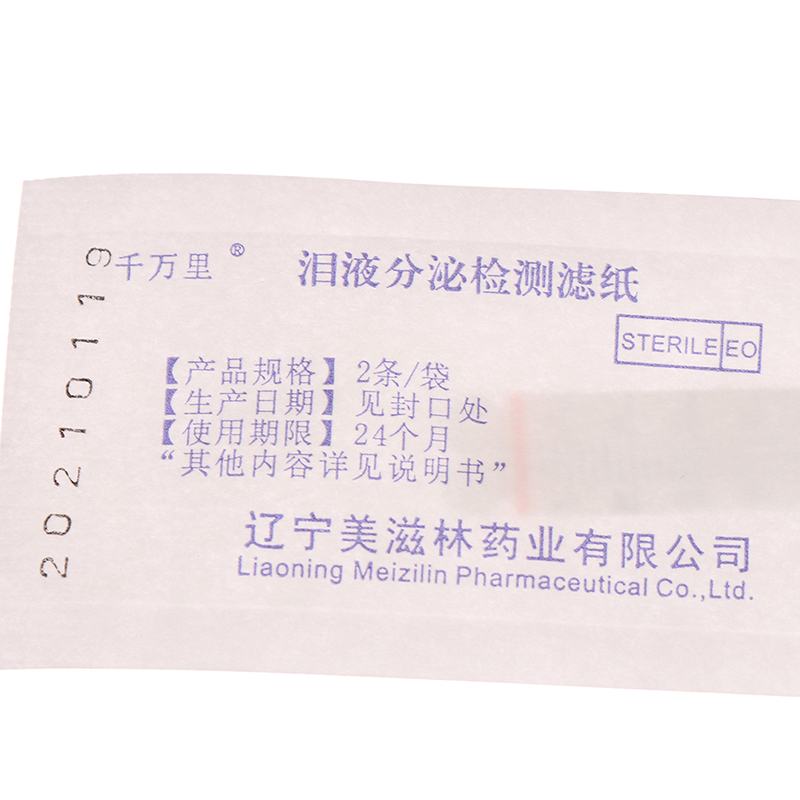 千万里® 泪液分泌检测滤纸
STERILE EO
【产品规格】2条/袋
【生产日期】见封口处
【使用期限】24个月
“其他内容详见说明书”
辽宁美滋林药业有限公司
Liaoning Meizilin Pharmaceutical Co.,Ltd.
20210119